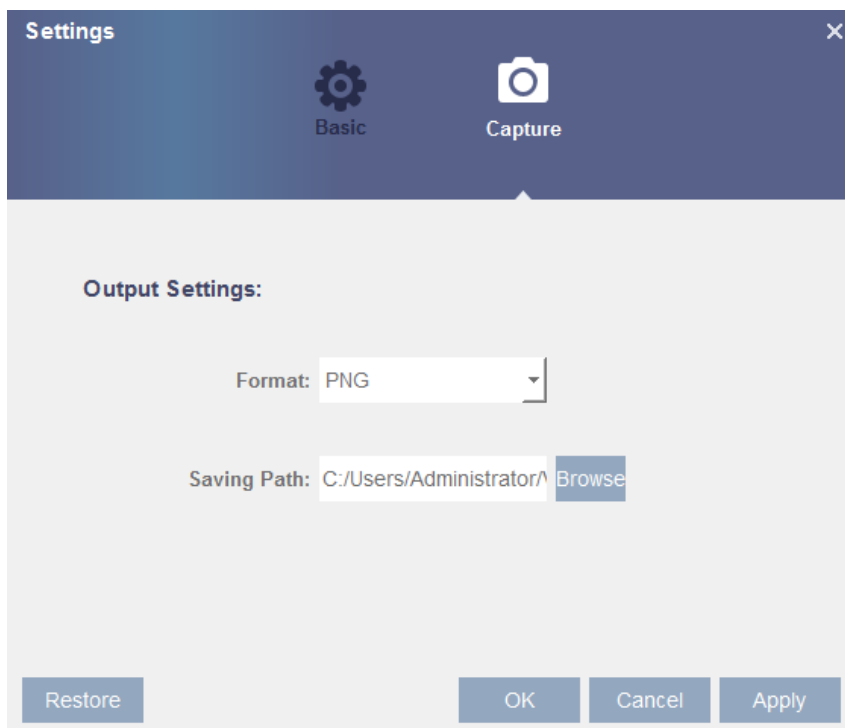 Settings
Basic
Capture
Output Settings:
Format: PNG
Saving Path: C:/Users/Administrator/ Browse
Restore OK Cancel Apply